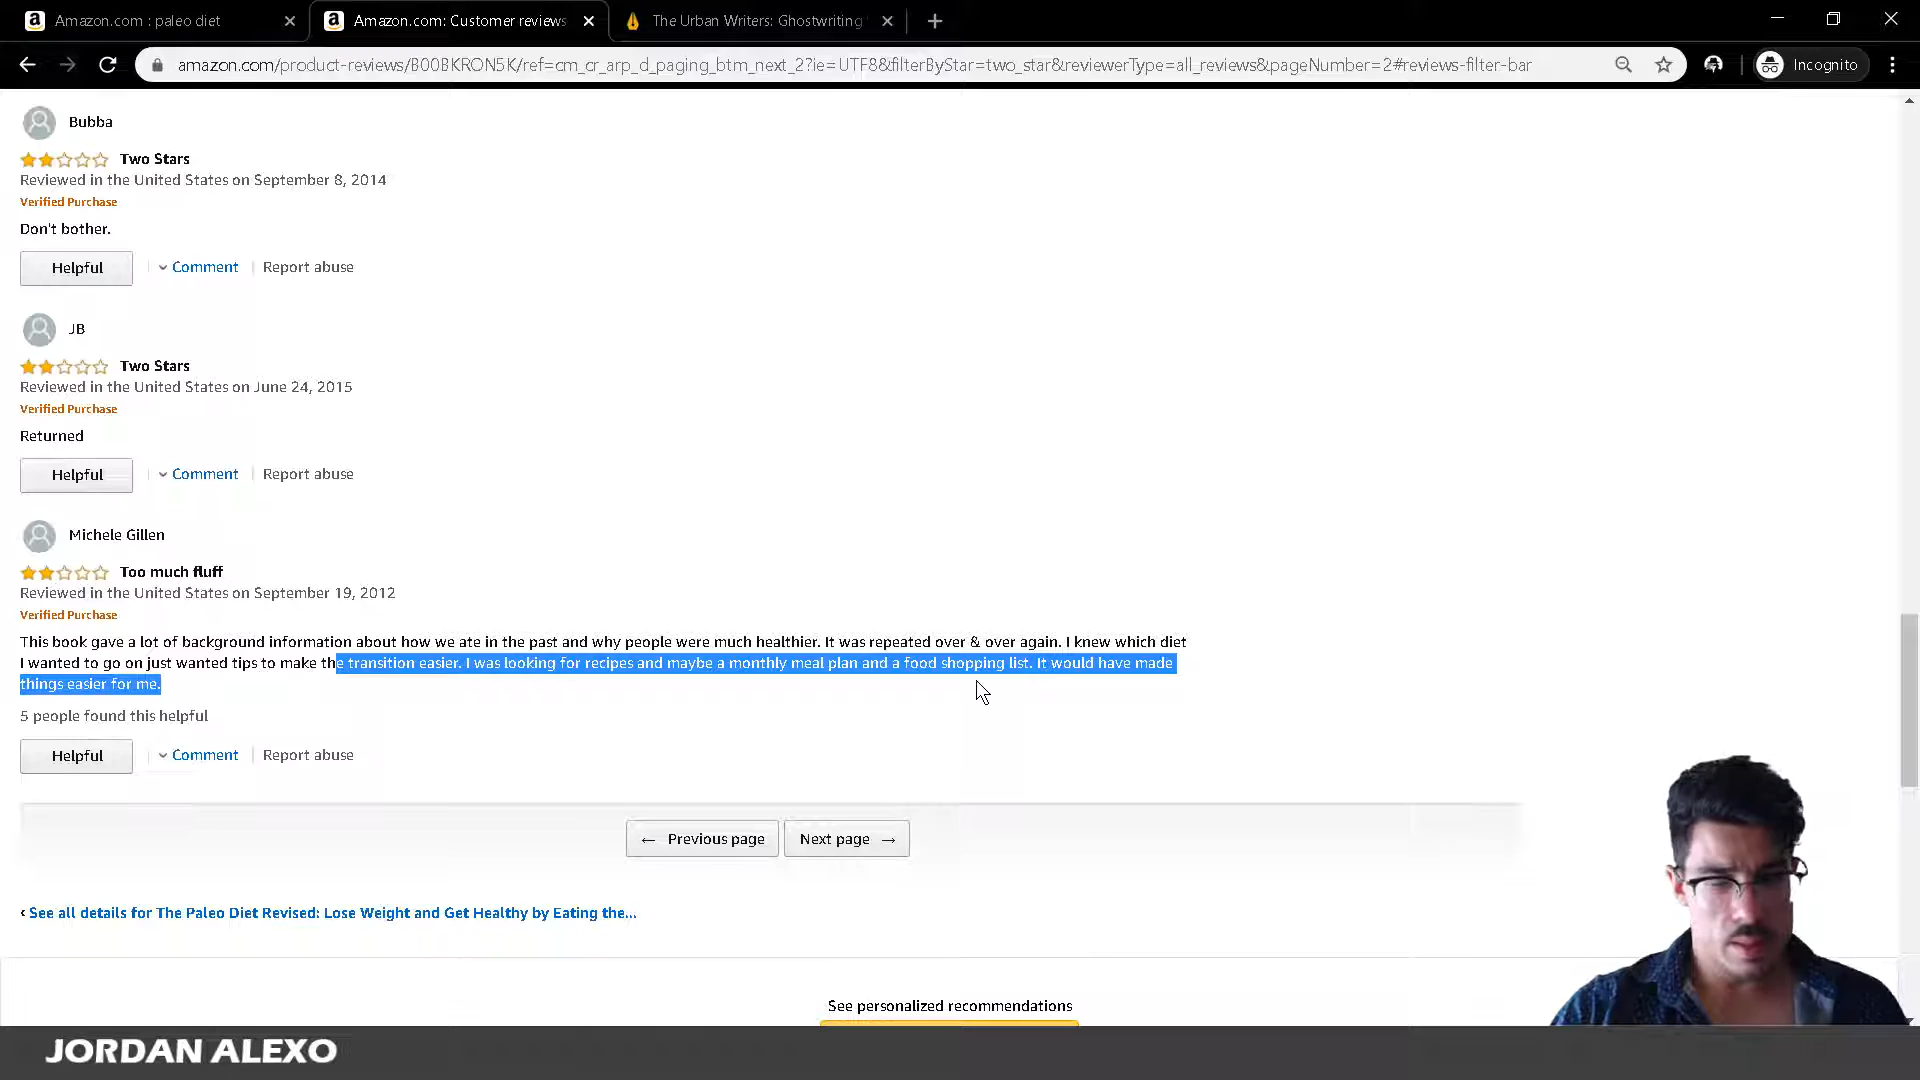 Amazon.com : paleo diet
Amazon.com: Customer reviews
The Urban Writers: Ghostwriting
amazon.com/product-reviews/B00BKRON5K/ref=cm_cr_arp_d_paging_btm_next_2?ie=UTF8&filterByStar=two_star&reviewerType=all_reviews&pageNumber=2#reviews-filter-bar
Incognito
Bubba
Two Stars
Reviewed in the United States on September 8, 2014
Verified Purchase
Don't bother.
Helpful
Comment
Report abuse
JB
Two Stars
Reviewed in the United States on June 24, 2015
Verified Purchase
Returned
Helpful
Comment
Report abuse
Michele Gillen
Too much fluff
Reviewed in the United States on September 19, 2012
Verified Purchase
This book gave a lot of background information about how we ate in the past and why people were much healthier. It was repeated over & over again. I knew which diet
I wanted to go on just wanted tips to make the transition easier. I was looking for recipes and maybe a monthly meal plan and a food shopping list. It would have made
things easier for me.
5 people found this helpful
Helpful
Comment
Report abuse
← Previous page
Next page →
‹ See all details for The Paleo Diet Revised: Lose Weight and Get Healthy by Eating the...
See personalized recommendations
JORDAN ALEXO